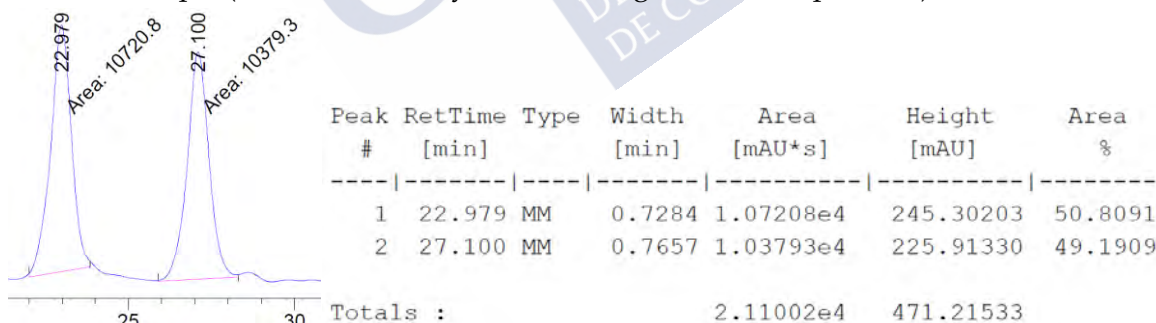 22.979
Area: 10720.8
27.100
Area: 10379.3
25
30
Peak RetTime Type Width Area Height Area
# [min] [min] [mAU*s] [mAU] %
----|-------|----|-------|----------|----------|--------
1 22.979 MM 0.7284 1.07208e4 245.30203 50.8091
2 27.100 MM 0.7657 1.03793e4 225.91330 49.1909
Totals : 2.11002e4 471.21533